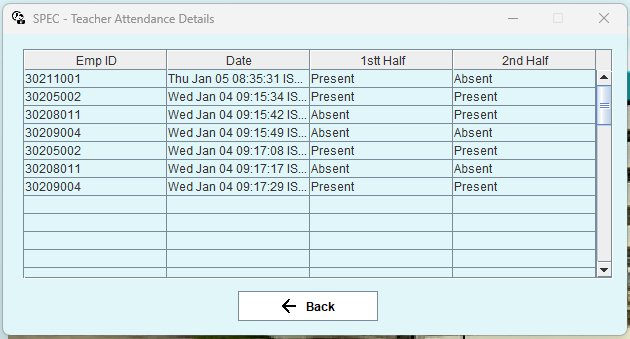 SPEC - Teacher Attendance Details
Emp ID Date 1stt Half 2nd Half
30211001 Thu Jan 05 08:35:31 IS... Present Absent
30205002 Wed Jan 04 09:15:34 IS... Present Present
30208011 Wed Jan 04 09:15:42 IS... Absent Present
30209004 Wed Jan 04 09:15:49 IS... Absent Absent
30205002 Wed Jan 04 09:17:08 IS... Present Present
30208011 Wed Jan 04 09:17:17 IS... Absent Absent
30209004 Wed Jan 04 09:17:29 IS... Present Present
Back